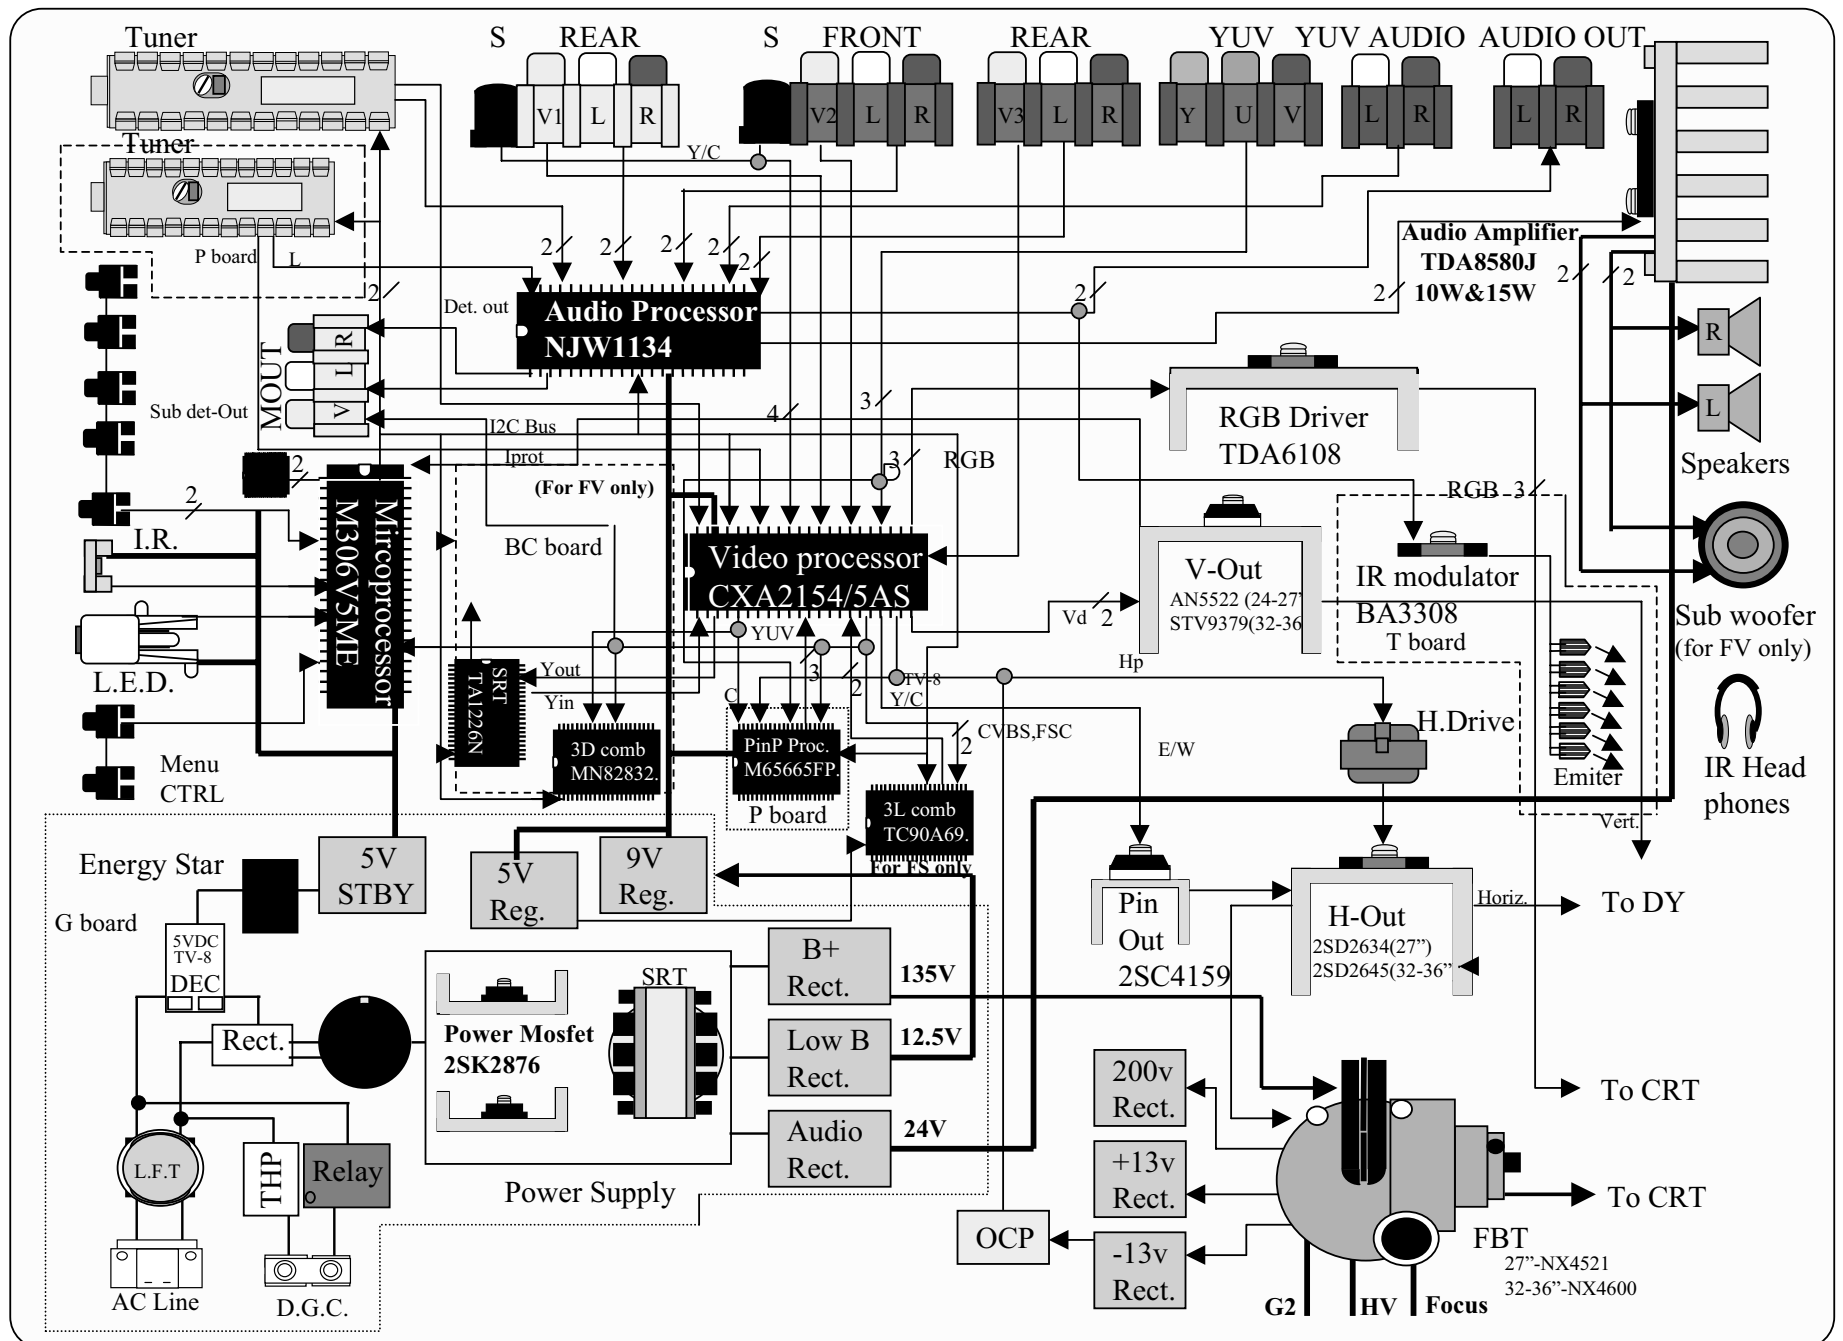 Tuner
S REAR
S FRONT
REAR
YUV YUV AUDIO AUDIO OUT
V1 L R
V2 L R
V3 L R
Y U V
L R
L R
Tuner
Y/C
P board L
2
2 2 2 2 2
Audio Amplifier
TDA8580J
10W&15W
2 2
2 2
Det. out
Audio Processor
NJW1134
MOUT
R
L
V
Sub det-Out
I2C Bus
4 3
RGB Driver
TDA6108
R
L
Speakers
Iprot
(For FV only)
3 RGB
RGB 3
2
2
I.R.
Mircoprocessor
M306V5ME
BC board
Video processor
CXA2154/5AS
V-Out
AN5522 (24-27"
STV9379(32-36
IR modulator
BA3308
T board
Sub woofer
(for FV only)
Vd 2
Hp
YUV
3 2
L.E.D.
SRT
TA1226N
Yout
Yin
C
TV-8
Y/C
2
CVBS,FSC
E/W
H.Drive
Emiter
IR Head
phones
Menu
CTRL
3D comb
MN82832.
PinP Proc.
M65665FP.
P board
3L comb
TC90A69.
For FS only
Vert.
Energy Star
G board
5V
STBY
5V
Reg.
9V
Reg.
Pin
Out
2SC4159
H-Out
2SD2634(27”)
2SD2645(32-36”
Horiz.
To DY
5VDC
TV-8
DEC
Rect.
Power Mosfet
2SK2876
SRT
B+
Rect.
135V
Low B
Rect.
12.5V
Audio
Rect.
24V
Power Supply
L.F.T
THP
Relay
AC Line
D.G.C.
200v
Rect.
+13v
Rect.
-13v
Rect.
OCP
To CRT
To CRT
FBT
27”-NX4521
32-36”-NX4600
G2 HV Focus